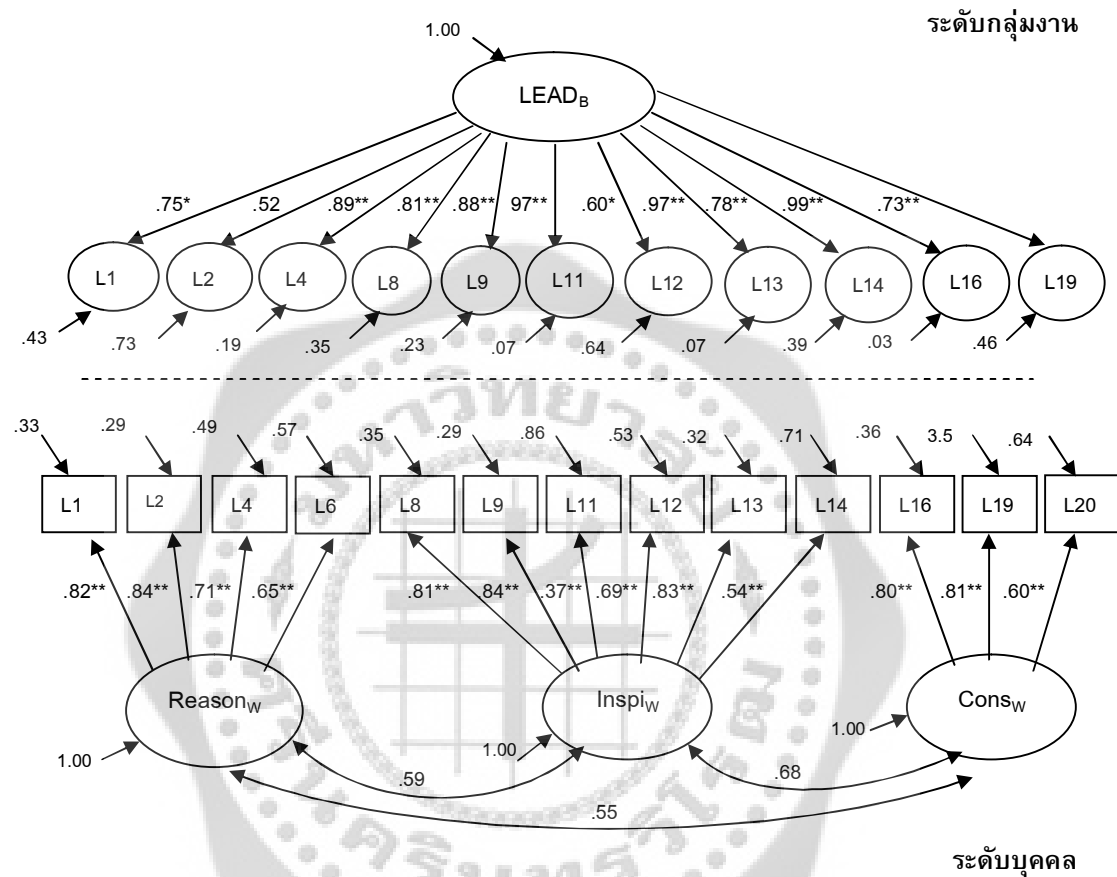 ระดับกลุ่มงาน
1.00
LEAD_B
.75* .52 .89** .81** .88** 97** .60* .97** .78** .99** .73**
L1 L2 L4 L8 L9 L11 L12 L13 L14 L16 L19
.43 .73 .19 .35 .23 .07 .64 .07 .39 .03 .46
.33 .29 .49 .57 .35 .29 .86 .53 .32 .71 .36 3.5 .64
L1 L2 L4 L6 L8 L9 L11 L12 L13 L14 L16 L19 L20
.82** .84** .71** .65** .81** .84** .37** .69** .83** .54** .80** .81** .60**
Reason_W Inspi_W Cons_W
1.00 1.00 1.00
.59 .68
.55
ระดับบุคคล